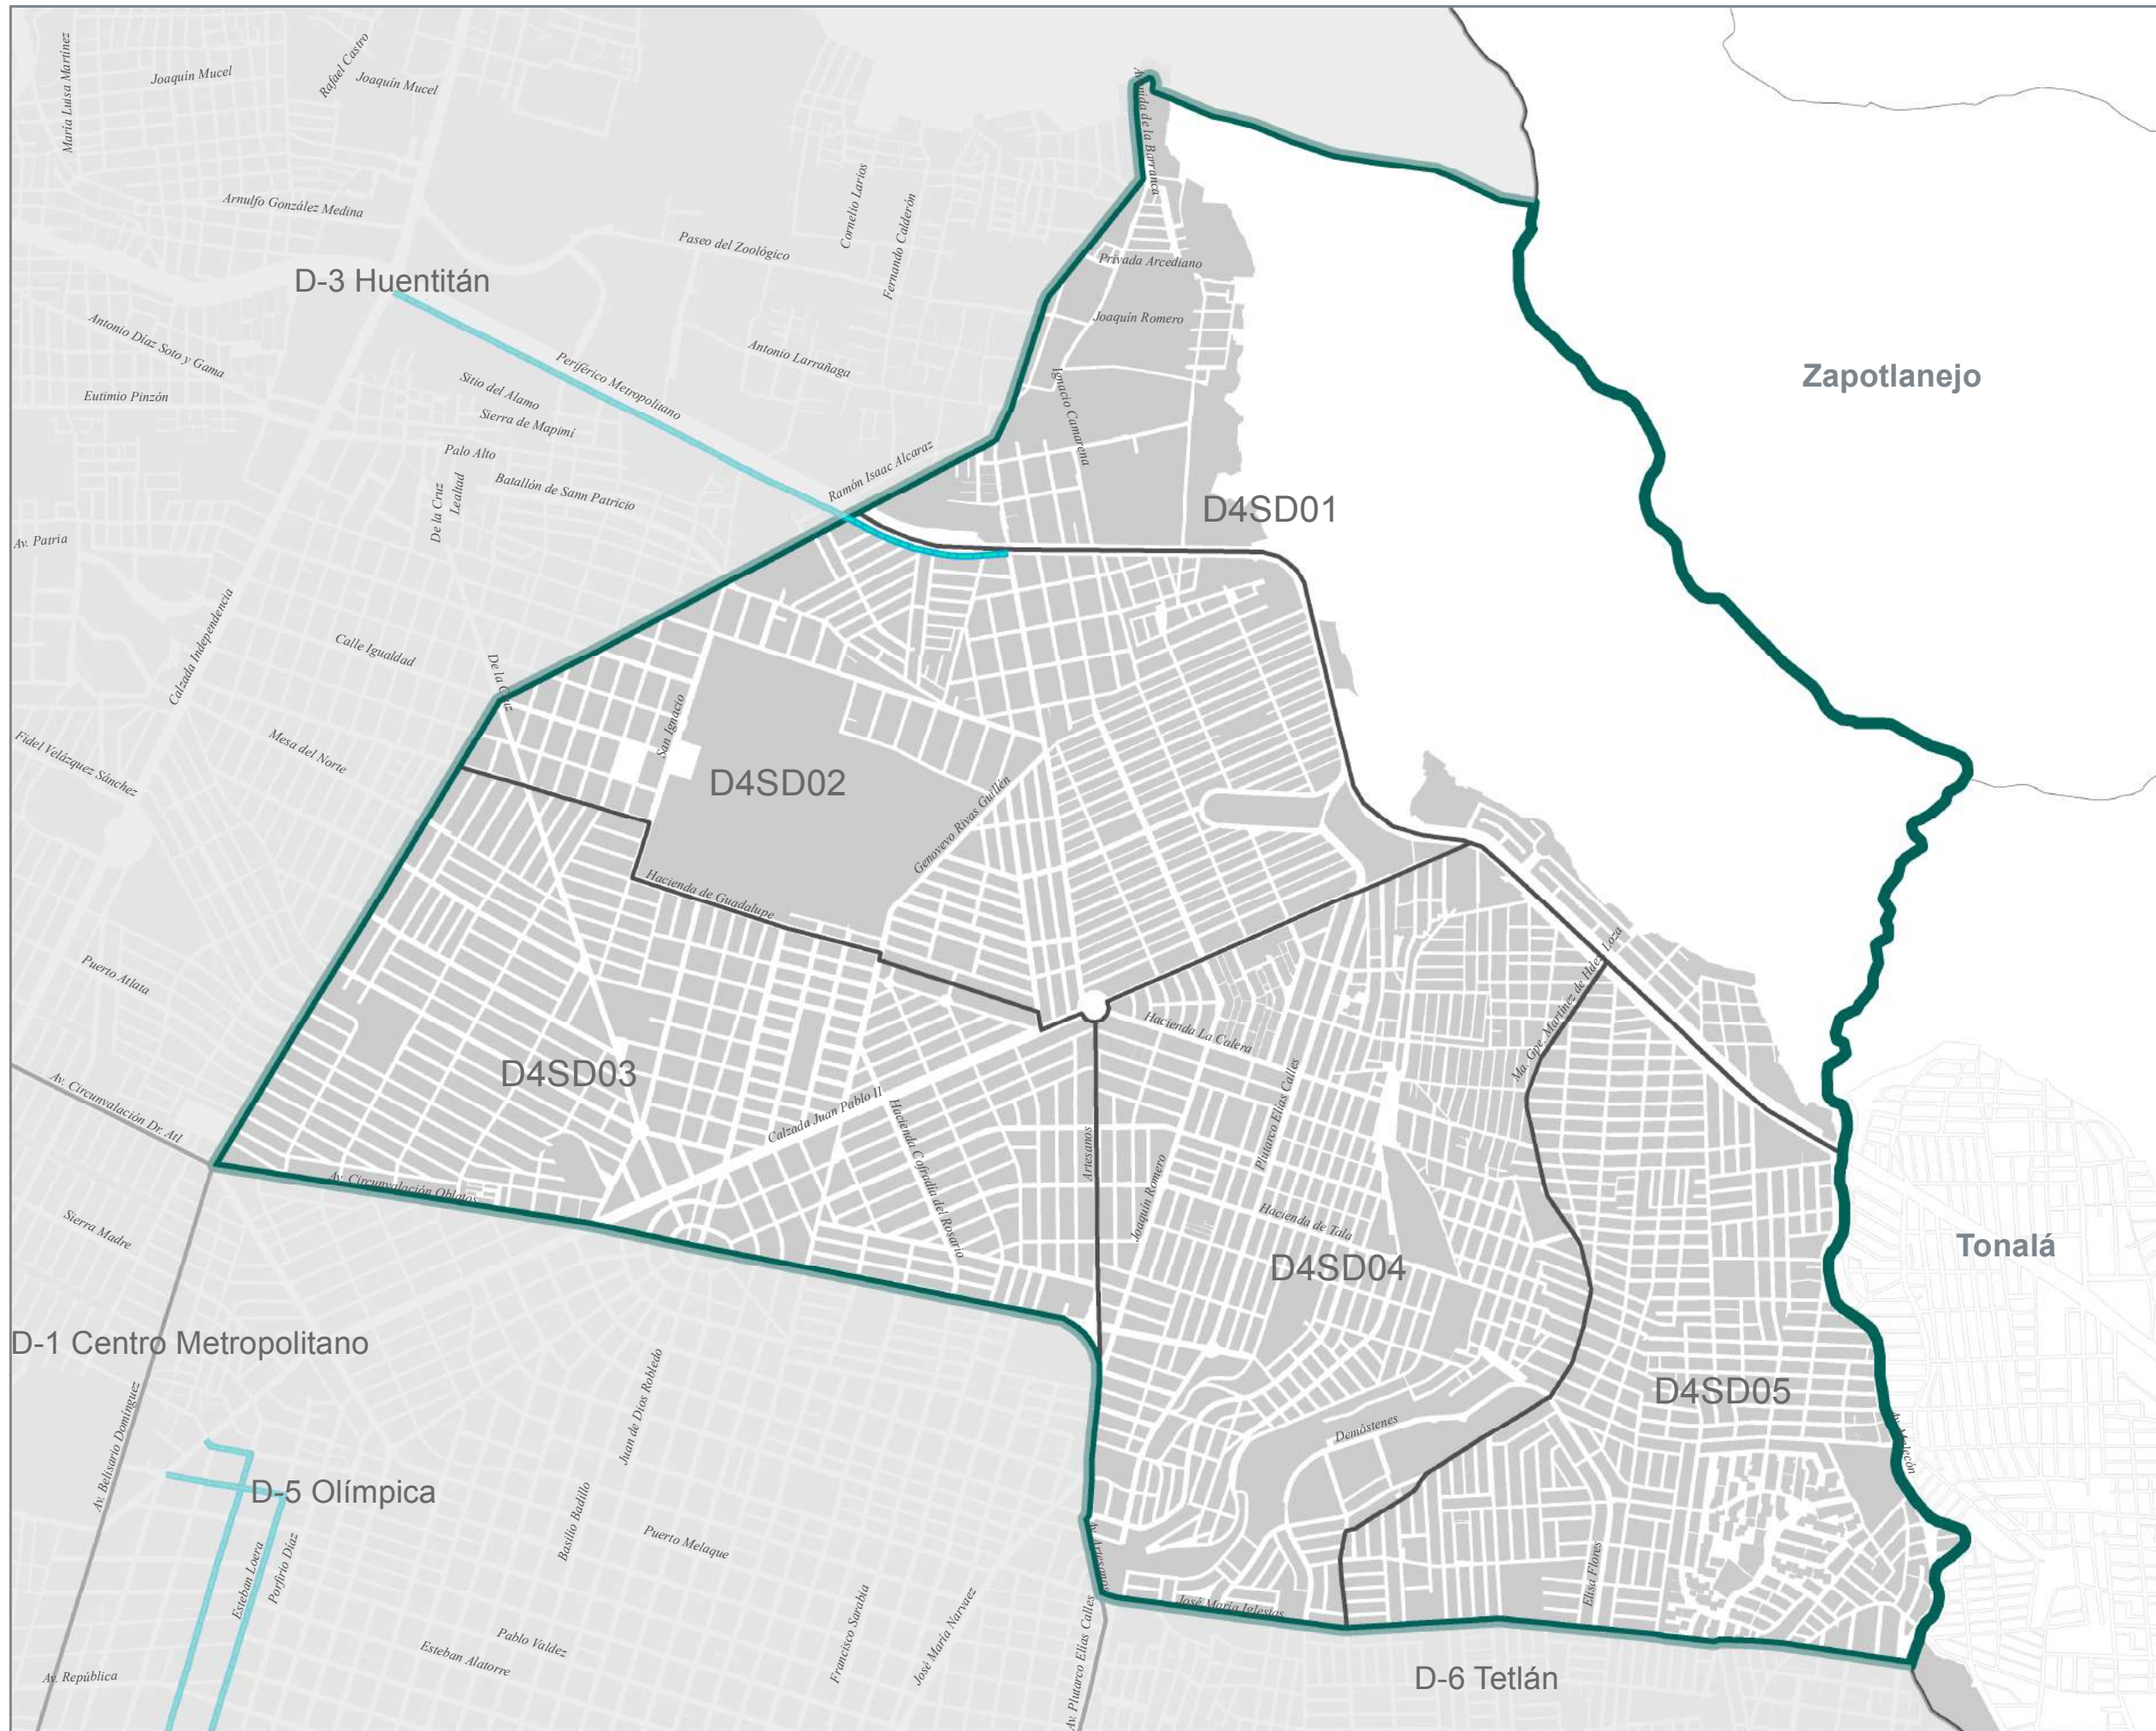 María Luisa Martínez
Joaquín Mucel
Rafael Castro
Joaquín Mucel
Avenida de la Barranca
Arnulfo González Medina
Cornelio Larios
Fernando Calderón
Paseo del Zoológico
Privada Arcediano
D-3 Huentitán
Joaquín Romero
Antonio Díaz Soto y Gama
Periférico Metropolitano
Antonio Larrañaga
Zapotlanejo
Eutimio Pinzón
Sitio del Alamo
Sierra de Mapimí
Ignacio Camarena
Palo Alto
Ramón Isaac Alcaraz
De la Cruz
Lealtad
Batallón de Sann Patricio
D4SD01
Av. Patria
Calzada Independencia
Calle Igualdad
De la Cruz
San Ignacio
Fidel Velázquez Sánchez
Mesa del Norte
D4SD02
Genovevo Rivas Guillén
Hacienda de Guadalupe
Ma. Gpe. Martínez de Hdez Loza
Puerto Atlata
Hacienda La Calera
D4SD03
Plutarco Elías Calles
Av. Circunvalación Dr. Atl
Calzada Juan Pablo II
Hacienda Cofradía del Rosario
Artesanos
Joaquín Romero
Av. Circunvalación Oblatos
Sierra Madre
Hacienda de Tala
D4SD04
Tonalá
D-1 Centro Metropolitano
Juan de Dios Robledo
D4SD05
Av. Belisario Domínguez
Demóstenes
Av. Malecón
D-5 Olímpica
Basilio Badillo
Puerto Melaque
Av. Artesanos
Esteban Loera
Porfirio Díaz
Elisa Flores
José María Iglesias
Francisco Sarabia
José María Narvaez
Av. Plutarco Elías Calles
Pablo Valdez
Esteban Alatorre
Av. República
D-6 Tetlán